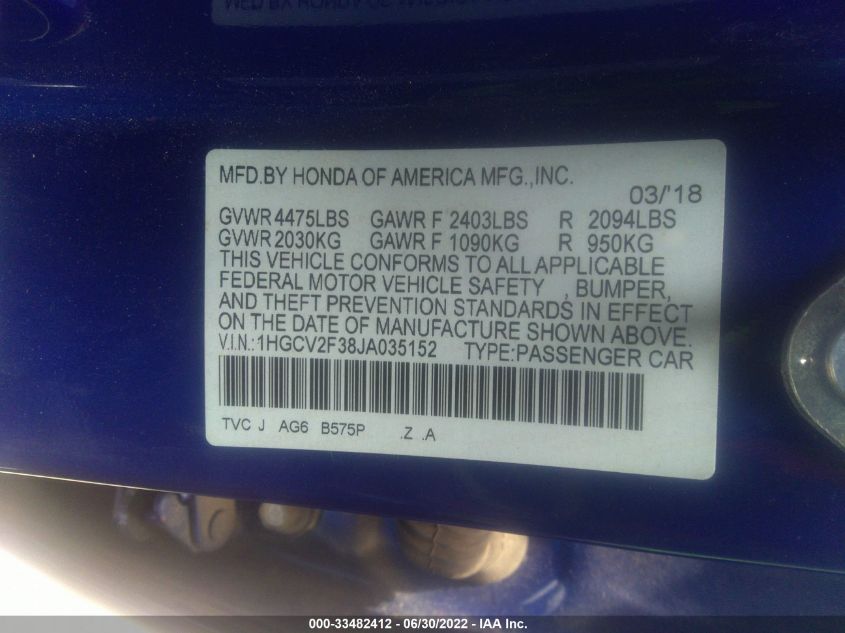 MFD.BY HONDA OF AMERICA MFG.,INC.
03/'18
GVWR 4475LBS GAWR F 2403LBS R 2094LBS
GVWR 2030KG GAWR F 1090KG R 950KG
THIS VEHICLE CONFORMS TO ALL APPLICABLE
FEDERAL MOTOR VEHICLE SAFETY , BUMPER,
AND THEFT PREVENTION STANDARDS IN EFFECT
ON THE DATE OF MANUFACTURE SHOWN ABOVE.
V.I.N.:1HGCV2F38JA035152 TYPE:PASSENGER CAR
TVC J AG6 B575P .Z .A
000-33482412 - 06/30/2022 - IAA Inc.